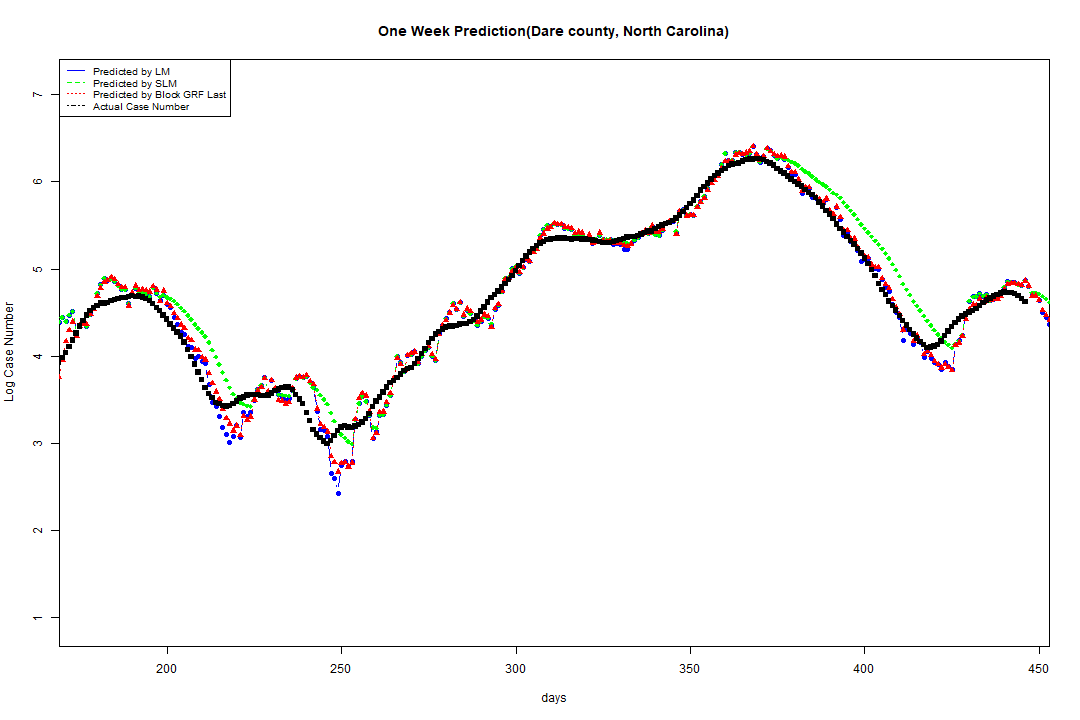 One Week Prediction(Dare county, North Carolina)
Predicted by LM
Predicted by SLM
Predicted by Block GRF Last
Actual Case Number
7
6
5
4
3
2
1
Log Case Number
200 250 300 350 400 450
days